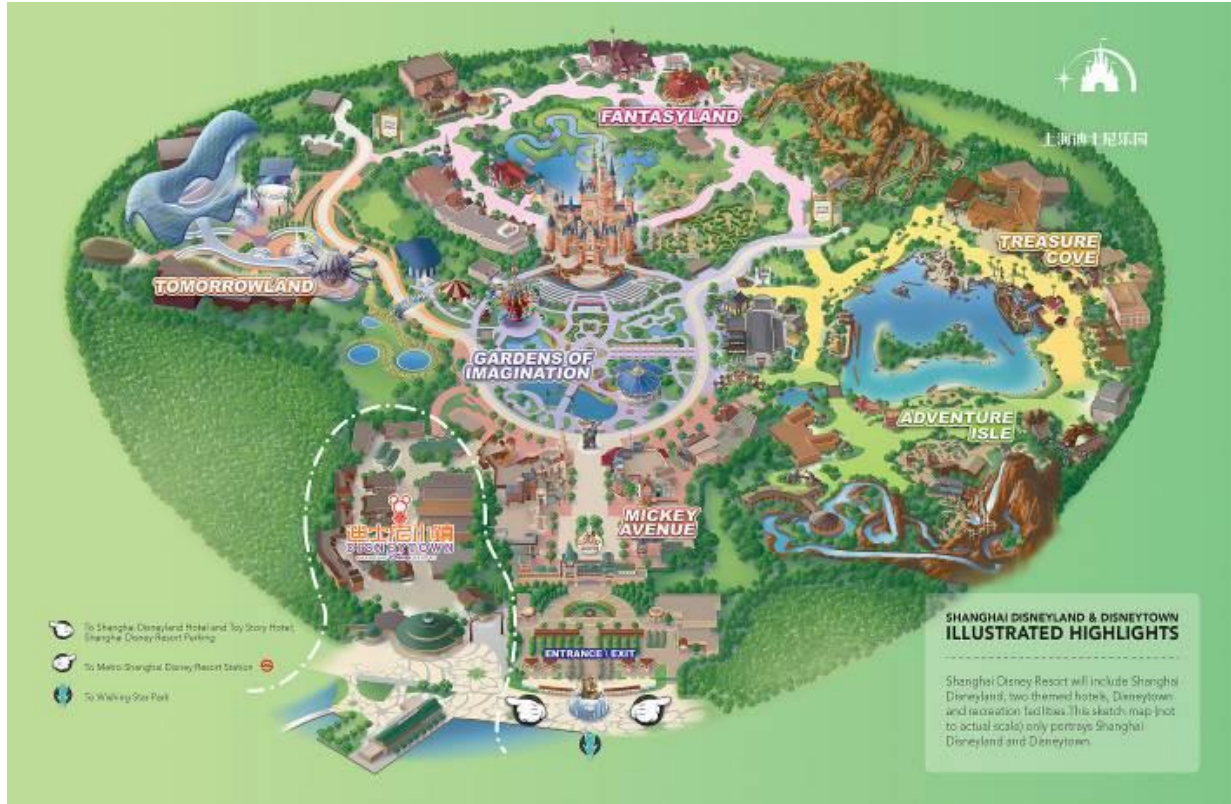 上海迪士尼乐园
FANTASYLAND
TREASURE
COVE
TOMORROWLAND
GARDENS OF
IMAGINATION
ADVENTURE
ISLE
MICKEY
AVENUE
迪士尼小镇
DISNEYTOWN
ENTRANCE \ EXIT
To Shanghai Disneyland Hotel and Toy Story Hotel,
Shanghai Disney Resort Parking
To Metro Shanghai Disney Resort Station
To Wishing Star Park
SHANGHAI DISNEYLAND & DISNEYTOWN
ILLUSTRATED HIGHLIGHTS
Shanghai Disney Resort will include Shanghai
Disneyland, two themed hotels, Disneytown
and recreation facilities. This sketch map (not
to actual scale) only portrays Shanghai
Disneyland and Disneytown.